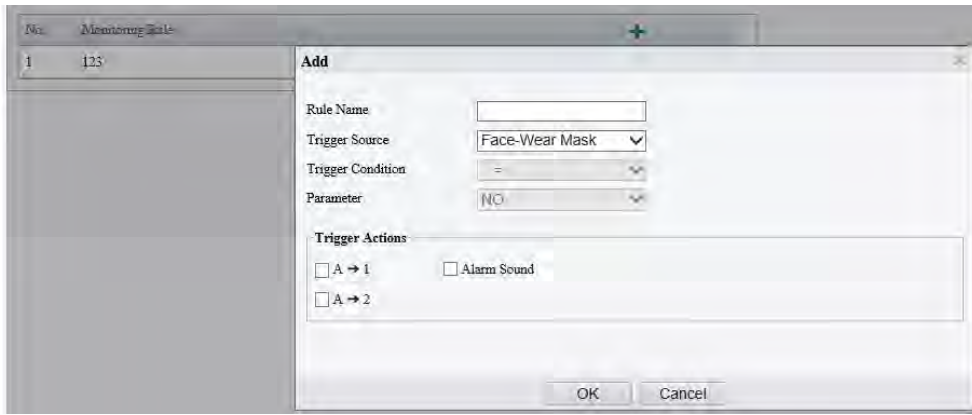 No. Monitoring Rule +
1 123
Add ×
Rule Name
Trigger Source Face-Wear Mask
Trigger Condition =
Parameter NO
Trigger Actions
A → 1 Alarm Sound
A → 2
OK Cancel